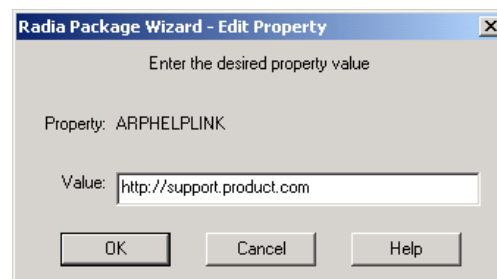 Radia Package Wizard - Edit Property
Enter the desired property value
Property: ARPHELPLINK
Value: http://support.product.com
OK Cancel Help